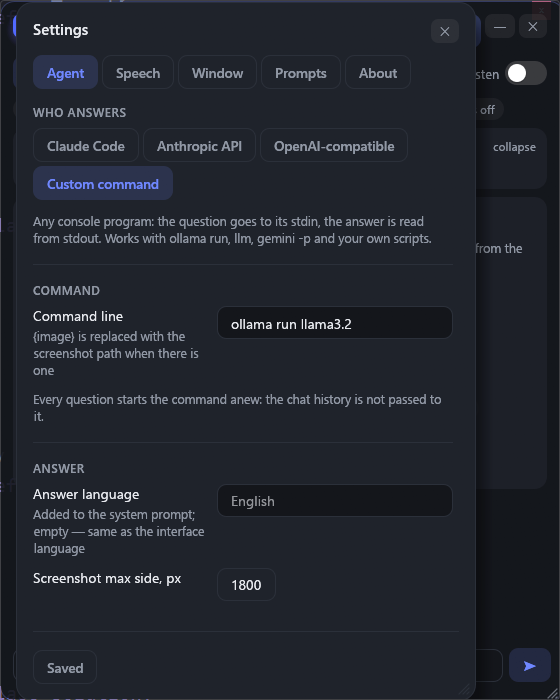 Settings
Agent Speech Window Prompts About
sten
off
WHO ANSWERS
Claude Code Anthropic API OpenAI-compatible
collapse
Custom command
Any console program: the question goes to its stdin, the answer is read
from stdout. Works with ollama run, llm, gemini -p and your own scripts.
from the
COMMAND
Command line
ollama run llama3.2
{image} is replaced with the
screenshot path when there is
one
Every question starts the command anew: the chat history is not passed to
it.
ANSWER
Answer language
English
Added to the system prompt;
empty — same as the interface
language
Screenshot max side, px
1800
Saved